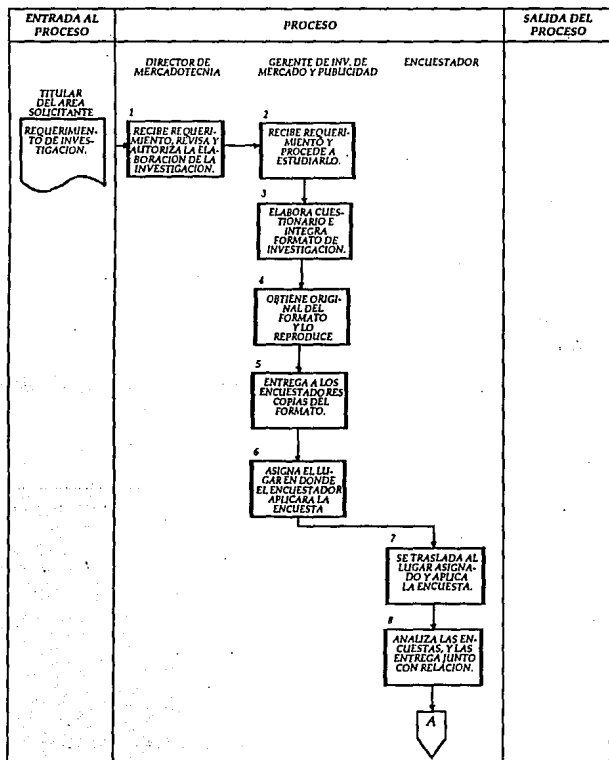 ENTRADA AL
PROCESO
PROCESO
SALIDA DEL
PROCESO
DIRECTOR DE
MERCADOTECNIA
GERENTE DE INV. DE
MERCADO Y PUBLICIDAD
ENCUESTADOR
TITULAR
DEL AREA
SOLICITANTE
REQUERIMIEN-
TO DE INVES-
TIGACION.
1
RECIBE REQUERI-
MIENTO, REVISA Y
AUTORIZA LA ELA-
BORACION DE LA
INVESTIGACION.
2
RECIBE REQUERI-
MIENTO Y
PROCEDE A
ESTUDIARLO.
3
ELABORA CUES-
TIONARIO E
INTEGRA
FORMATO DE
INVESTIGACION.
4
OBTIENE ORIGI-
NAL DEL
FORMATO
Y LO
REPRODUCE
5
ENTREGA A LOS
ENCUESTADORES
COPIAS DEL
FORMATO.
6
ASIGNA EL LU-
GAR EN DONDE
EL ENCUESTADOR
APLICARA LA
ENCUESTA
7
SE TRASLADA AL
LUGAR ASIGNA-
DO Y APLICA
LA ENCUESTA.
8
ANALIZA LAS EN-
CUESTAS, Y LAS
ENTREGA JUNTO
CON RELACION.
A